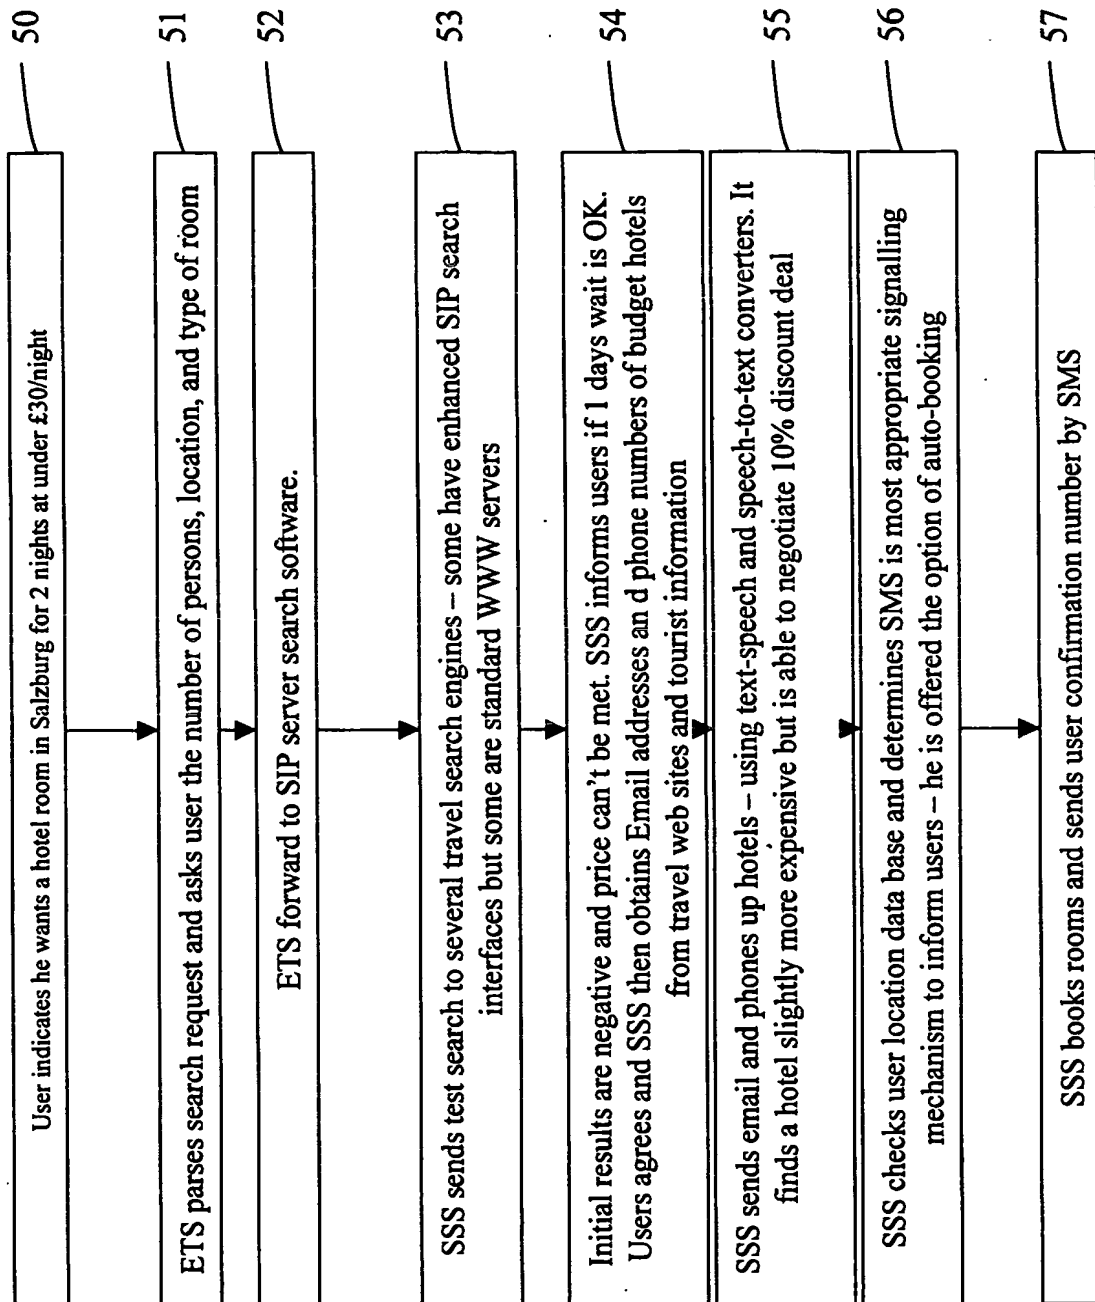 User indicates he wants a hotel room in Salzburg for 2 nights at under £30/night
50
ETS parses search request and asks user the number of persons, location, and type of room
51
ETS forward to SIP server search software.
52
SSS sends test search to several travel search engines – some have enhanced SIP search
interfaces but some are standard WWW servers
53
Initial results are negative and price can't be met. SSS informs users if 1 days wait is OK.
Users agrees and SSS then obtains Email addresses an d phone numbers of budget hotels
from travel web sites and tourist information
54
SSS sends email and phones up hotels – using text-speech and speech-to-text converters. It
finds a hotel slightly more expensive but is able to negotiate 10% discount deal
55
SSS checks user location data base and determines SMS is most appropriate signalling
mechanism to inform users – he is offered the option of auto-booking
56
SSS books rooms and sends user confirmation number by SMS
57